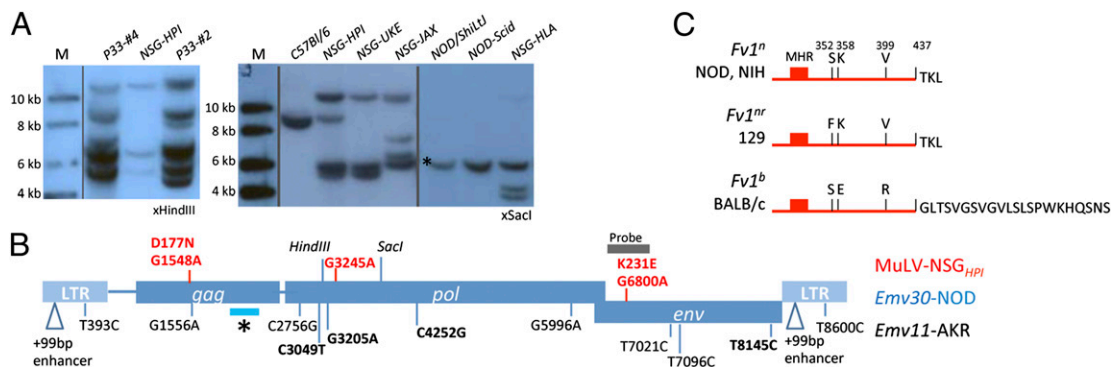 A
M
P33-#4
NSG-HPI
P33-#2
10 kb
8 kb
6 kb
4 kb
xHindIII
M
C57Bl/6
NSG-HPI
NSG-UKE
NSG-JAX
NOD/ShiLtJ
NOD-Scid
NSG-HLA
10 kb
8 kb
6 kb
4 kb
*
xSacI
C
Fv1ⁿ
NOD, NIH
MHR
352 358
SK
399
V
437
TKL
Fv1ⁿʳ
129
FK
V
TKL
Fv1ᵇ
BALB/c
SE
R
GLTSVGSVGVLSLSPWKHQSNS
B
D177N
G1548A
HindIII
G3245A
SacI
Probe
K231E
G6800A
LTR
gag
pol
env
LTR
+99bp
enhancer
T393C
G1556A
*
C2756G
C3049T
G3205A
C4252G
G5996A
T7021C
T7096C
T8145C
+99bp
enhancer
T8600C
MuLV-NSG_HPI
Emv30-NOD
Emv11-AKR